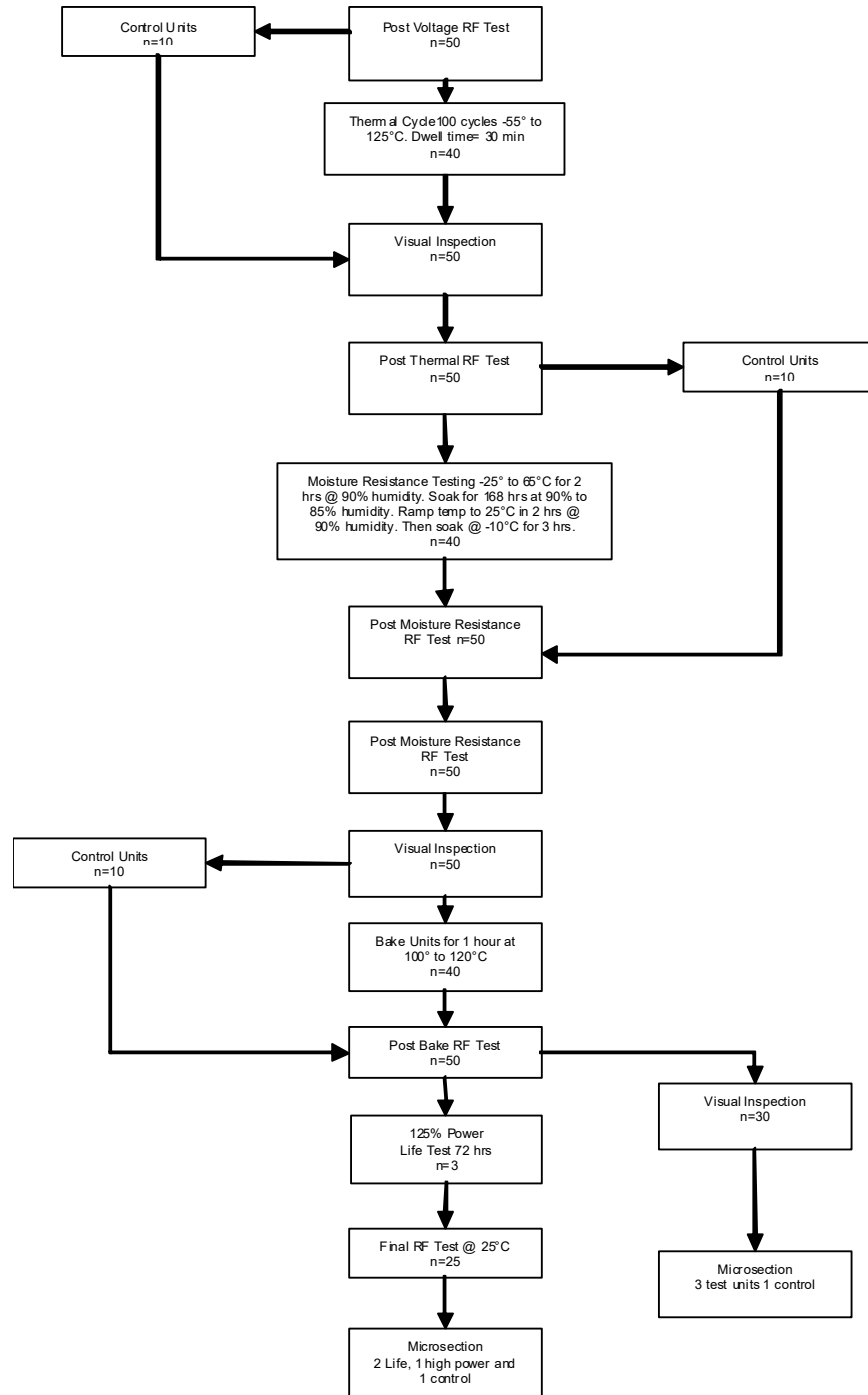 Control Units
n=10
Post Voltage RF Test
n=50
Thermal Cycle100 cycles -55° to
125°C. Dwell time= 30 min
n=40
Visual Inspection
n=50
Post Thermal RF Test
n=50
Control Units
n=10
Moisture Resistance Testing -25° to 65°C for 2
hrs @ 90% humidity. Soak for 168 hrs at 90% to
85% humidity. Ramp temp to 25°C in 2 hrs @
90% humidity. Then soak @ -10°C for 3 hrs.
n=40
Post Moisture Resistance
RF Test n=50
Post Moisture Resistance
RF Test
n=50
Visual Inspection
n=50
Control Units
n=10
Bake Units for 1 hour at
100° to 120°C
n=40
Post Bake RF Test
n=50
Visual Inspection
n=30
125% Power
Life Test 72 hrs
n=3
Final RF Test @ 25°C
n=25
Microsection
3 test units 1 control
Microsection
2 Life, 1 high power and
1 control